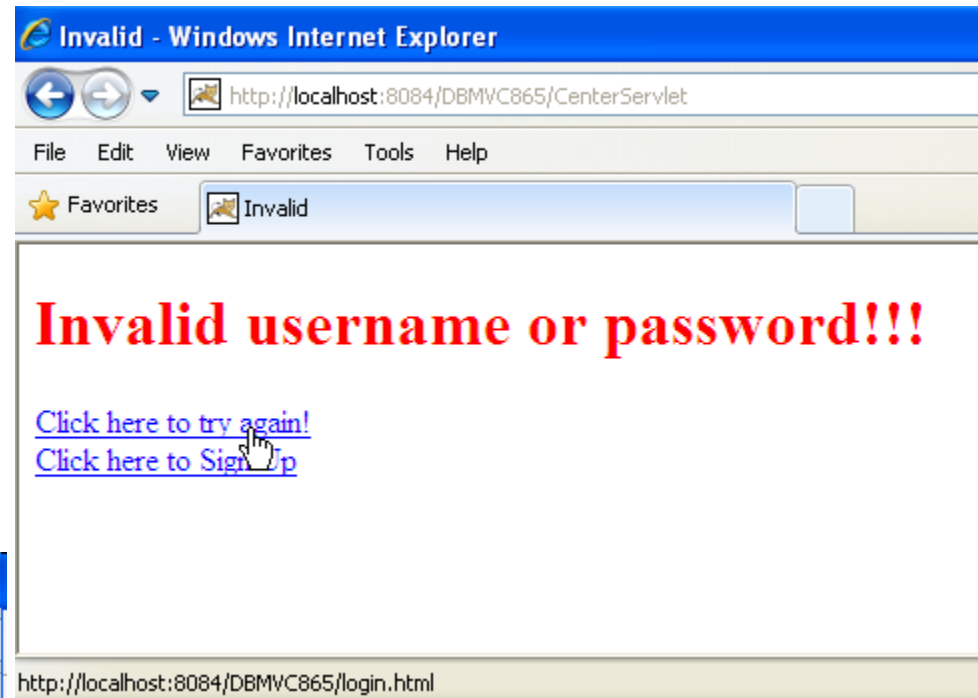 Invalid - Windows Internet Explorer
http://localhost:8084/DBMVC865/CenterServlet
File Edit View Favorites Tools Help
Favorites Invalid
Invalid username or password!!!
Click here to try again!
Click here to Sign Up
http://localhost:8084/DBMVC865/login.html